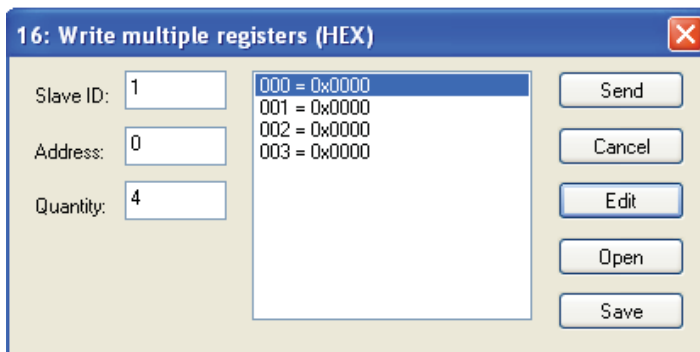 16: Write multiple registers (HEX)
Slave ID: 1
Address: 0
Quantity: 4
000 = 0x0000
001 = 0x0000
002 = 0x0000
003 = 0x0000
Send
Cancel
Edit
Open
Save